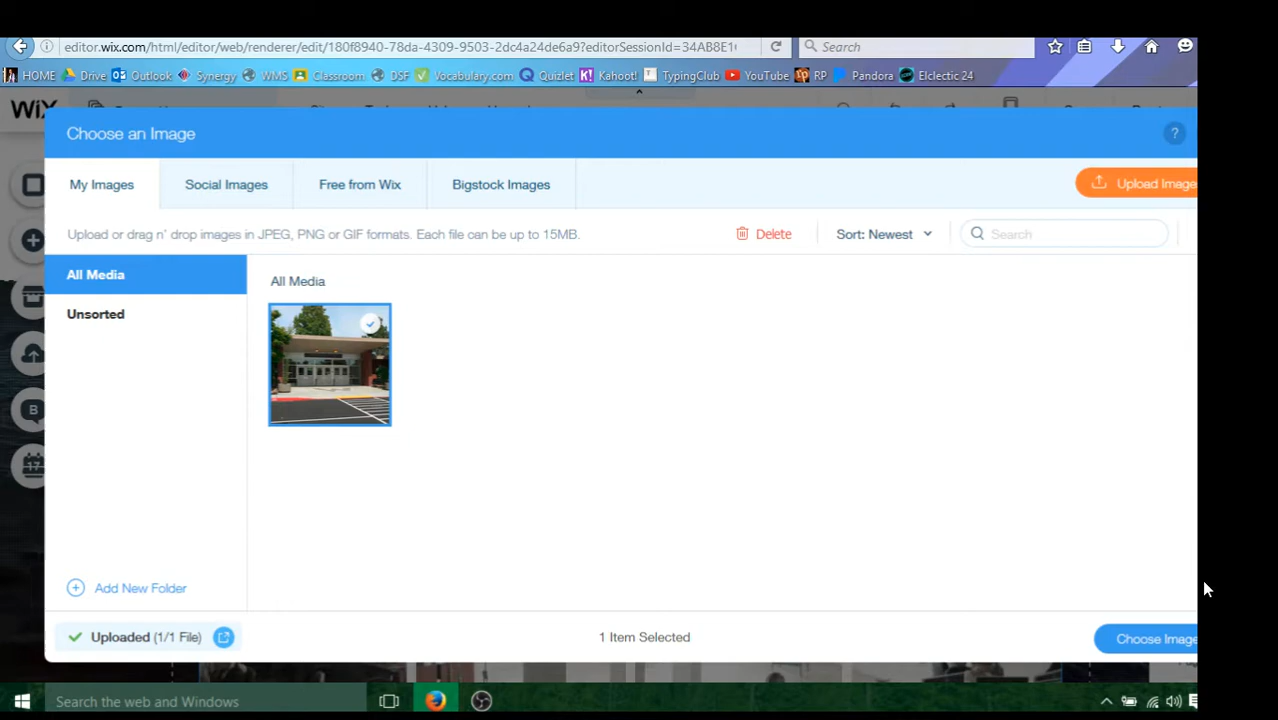 editor.wix.com/html/editor/web/renderer/edit/180f8940-78da-4309-9503-2dc4a24de6a9?editorSessionId=34AB8E1 Search
HOME Drive Outlook Synergy WMS Classroom DSF Vocabulary.com Quizlet Kahoot! TypingClub YouTube RP Pandora Elclectic 24
WiX
Choose an Image ?
My Images Social Images Free from Wix Bigstock Images Upload Image
Upload or drag n' drop images in JPEG, PNG or GIF formats. Each file can be up to 15MB. Delete Sort: Newest Search
All Media All Media
Unsorted
B
17
Add New Folder
Uploaded (1/1 File) 1 Item Selected Choose Image
Search the web and Windows